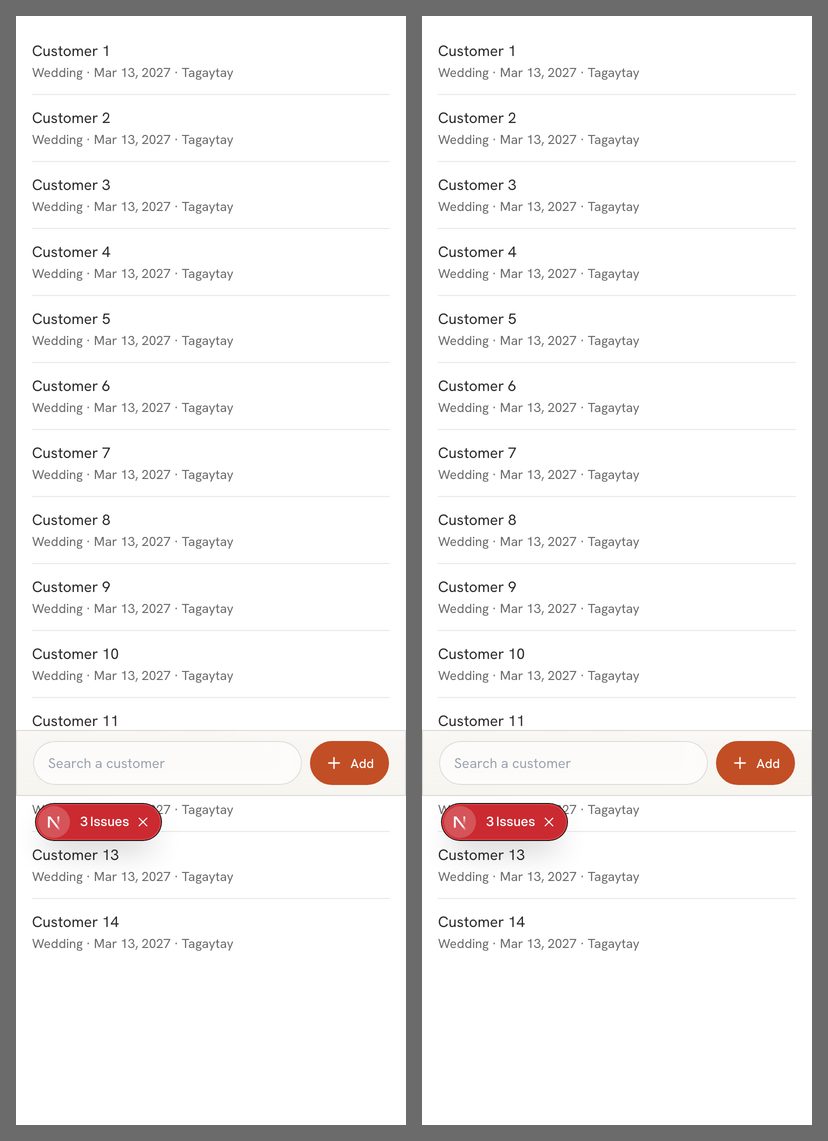 Customer 1
Wedding · Mar 13, 2027 · Tagaytay
Customer 2
Wedding · Mar 13, 2027 · Tagaytay
Customer 3
Wedding · Mar 13, 2027 · Tagaytay
Customer 4
Wedding · Mar 13, 2027 · Tagaytay
Customer 5
Wedding · Mar 13, 2027 · Tagaytay
Customer 6
Wedding · Mar 13, 2027 · Tagaytay
Customer 7
Wedding · Mar 13, 2027 · Tagaytay
Customer 8
Wedding · Mar 13, 2027 · Tagaytay
Customer 9
Wedding · Mar 13, 2027 · Tagaytay
Customer 10
Wedding · Mar 13, 2027 · Tagaytay
Customer 11
Search a customer
Add
27 · Tagaytay
N
3 Issues
Customer 13
Wedding · Mar 13, 2027 · Tagaytay
Customer 14
Wedding · Mar 13, 2027 · Tagaytay
Customer 1
Wedding · Mar 13, 2027 · Tagaytay
Customer 2
Wedding · Mar 13, 2027 · Tagaytay
Customer 3
Wedding · Mar 13, 2027 · Tagaytay
Customer 4
Wedding · Mar 13, 2027 · Tagaytay
Customer 5
Wedding · Mar 13, 2027 · Tagaytay
Customer 6
Wedding · Mar 13, 2027 · Tagaytay
Customer 7
Wedding · Mar 13, 2027 · Tagaytay
Customer 8
Wedding · Mar 13, 2027 · Tagaytay
Customer 9
Wedding · Mar 13, 2027 · Tagaytay
Customer 10
Wedding · Mar 13, 2027 · Tagaytay
Customer 11
Search a customer
Add
27 · Tagaytay
N
3 Issues
Customer 13
Wedding · Mar 13, 2027 · Tagaytay
Customer 14
Wedding · Mar 13, 2027 · Tagaytay